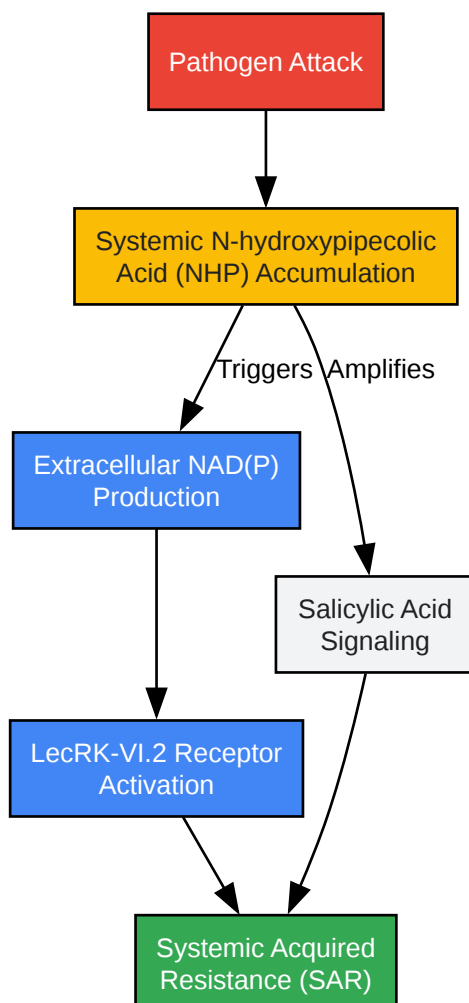 Pathogen Attack
Systemic N-hydroxypipecolic
Acid (NHP) Accumulation
Triggers
Amplifies
Extracellular NAD(P)
Production
Salicylic Acid
Signaling
LecRK-VI.2 Receptor
Activation
Systemic Acquired
Resistance (SAR)